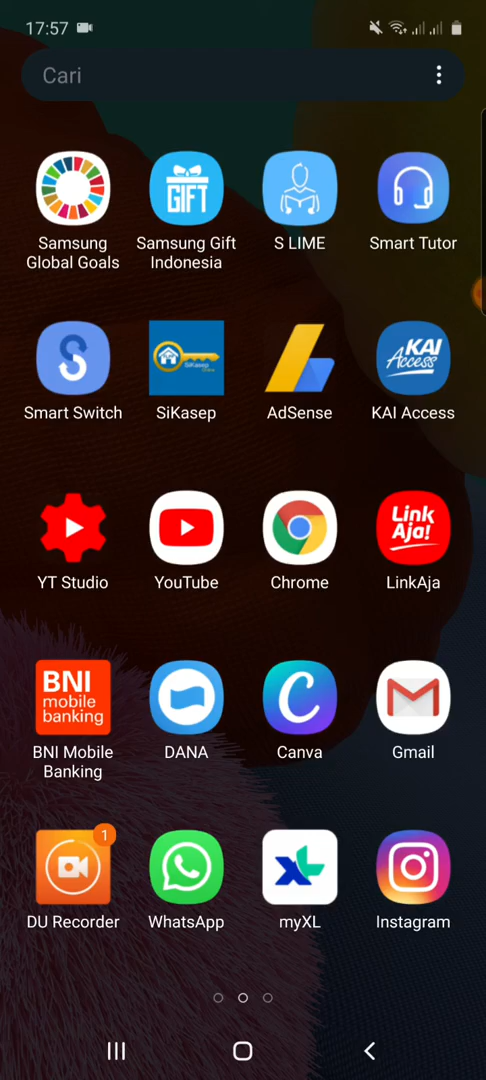 17:57
Cari
GIFT
Samsung
Global Goals
Samsung Gift
Indonesia
S LIME
Smart Tutor
SiKasep
Online
KAI
Access
Smart Switch
SiKasep
AdSense
KAI Access
Link
Aja!
YT Studio
YouTube
Chrome
LinkAja
BNI
mobile
banking
C
BNI Mobile
Banking
DANA
Canva
Gmail
1
XL
DU Recorder
WhatsApp
myXL
Instagram